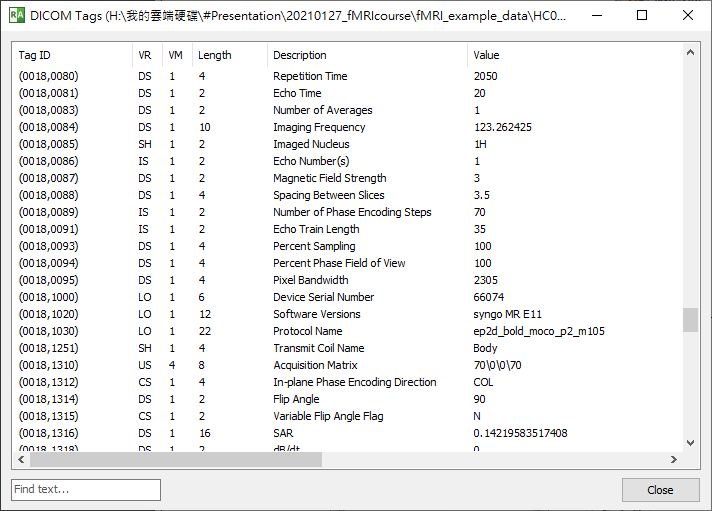 RA DICOM Tags (H:\我的雲端硬碟\#Presentation\20210127_fMRIcourse\fMRI_example_data\HC0...
Tag ID VR VM Length Description Value
(0018,0080) DS 1 4 Repetition Time 2050
(0018,0081) DS 1 2 Echo Time 20
(0018,0083) DS 1 2 Number of Averages 1
(0018,0084) DS 1 10 Imaging Frequency 123.262425
(0018,0085) SH 1 2 Imaged Nucleus 1H
(0018,0086) IS 1 2 Echo Number(s) 1
(0018,0087) DS 1 2 Magnetic Field Strength 3
(0018,0088) DS 1 4 Spacing Between Slices 3.5
(0018,0089) IS 1 2 Number of Phase Encoding Steps 70
(0018,0091) IS 1 2 Echo Train Length 35
(0018,0093) DS 1 4 Percent Sampling 100
(0018,0094) DS 1 4 Percent Phase Field of View 100
(0018,0095) DS 1 4 Pixel Bandwidth 2305
(0018,1000) LO 1 6 Device Serial Number 66074
(0018,1020) LO 1 12 Software Versions syngo MR E11
(0018,1030) LO 1 22 Protocol Name ep2d_bold_moco_p2_m105
(0018,1251) SH 1 4 Transmit Coil Name Body
(0018,1310) US 4 8 Acquisition Matrix 70\0\0\70
(0018,1312) CS 1 4 In-plane Phase Encoding Direction COL
(0018,1314) DS 1 2 Flip Angle 90
(0018,1315) CS 1 2 Variable Flip Angle Flag N
(0018,1316) DS 1 16 SAR 0.14219583517408
(0018,1318) DS 1 2 dB/dt 0
Find text...
Close